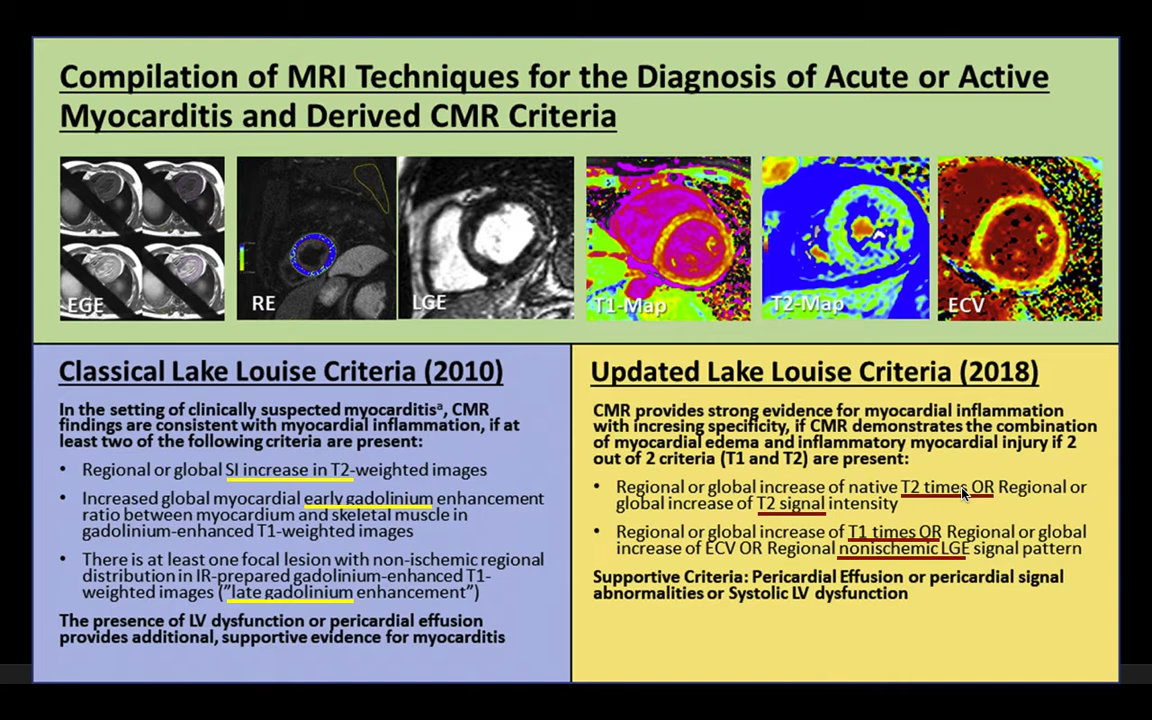 Compilation of MRI Techniques for the Diagnosis of Acute or Active
Myocarditis and Derived CMR Criteria
EGE
RE
LGE
T1-Map
T2-Map
ECV
Classical Lake Louise Criteria (2010)
In the setting of clinically suspected myocarditisª, CMR
findings are consistent with myocardial inflammation, if at
least two of the following criteria are present:
• Regional or global SI increase in T2-weighted images
• Increased global myocardial early gadolinium enhancement
ratio between myocardium and skeletal muscle in
gadolinium-enhanced T1-weighted images
• There is at least one focal lesion with non-ischemic regional
distribution in IR-prepared gadolinium-enhanced T1-
weighted images (”late gadolinium enhancement”)
The presence of LV dysfunction or pericardial effusion
provides additional, supportive evidence for myocarditis
Updated Lake Louise Criteria (2018)
CMR provides strong evidence for myocardial inflammation
with incresing specificity, if CMR demonstrates the combination
of myocardial edema and inflammatory myocardial injury if 2
out of 2 criteria (T1 and T2) are present:
• Regional or global increase of native T2 times OR Regional or
global increase of T2 signal intensity
• Regional or global increase of T1 times OR Regional or global
increase of ECV OR Regional nonischemic LGE signal pattern
Supportive Criteria: Pericardial Effusion or pericardial signal
abnormalities or Systolic LV dysfunction